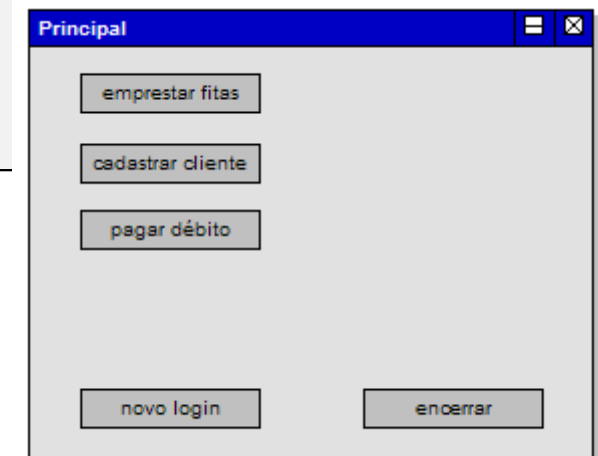 Principal
emprestar fitas
cadastrar cliente
pagar débito
novo login
encerrar